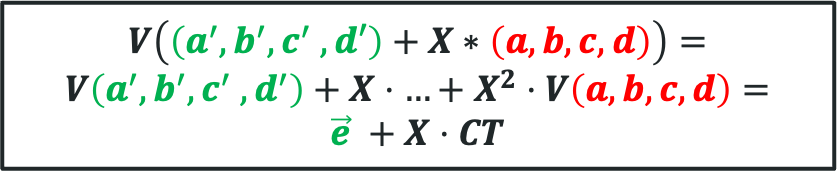 V((a′, b′, c′ , d′) + X ∗ (a, b, c, d)) =
V(a′, b′, c′ , d′) + X ⋅ … + X² ⋅ V(a, b, c, d) =
e⃗ + X ⋅ CT